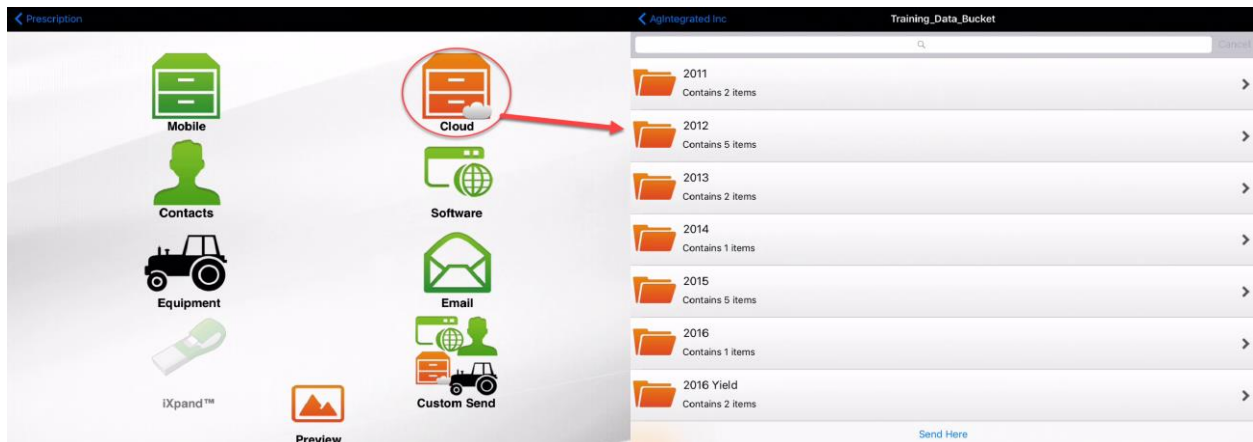 Prescription
Mobile
Cloud
Contacts
Software
Equipment
Email
iXpand™
Custom Send
Preview
AgIntegrated Inc
Training_Data_Bucket
Cancel
2011
Contains 2 items
2012
Contains 5 items
2013
Contains 2 items
2014
Contains 1 items
2015
Contains 5 items
2016
Contains 1 items
2016 Yield
Contains 2 items
Send Here